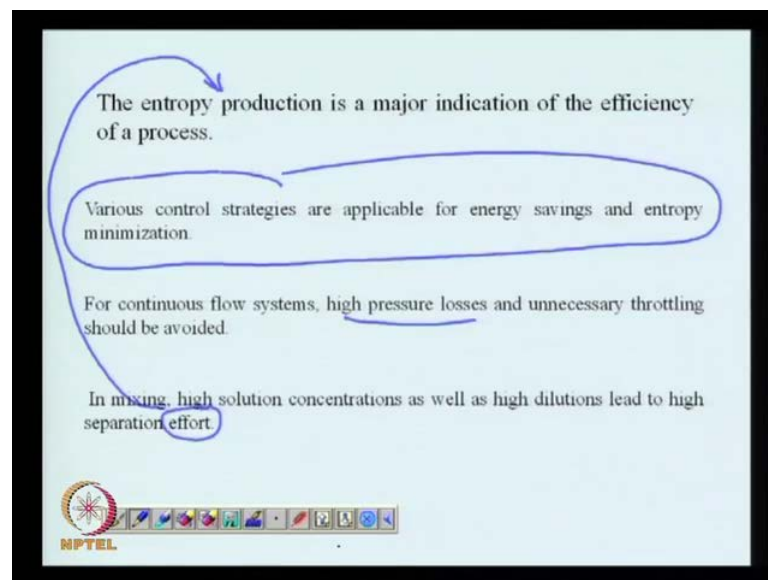 The entropy production is a major indication of the efficiency
of a process.
Various control strategies are applicable for energy savings and entropy
minimization.
For continuous flow systems, high pressure losses and unnecessary throttling
should be avoided.
In mixing, high solution concentrations as well as high dilutions lead to high
separation effort.
NPTEL